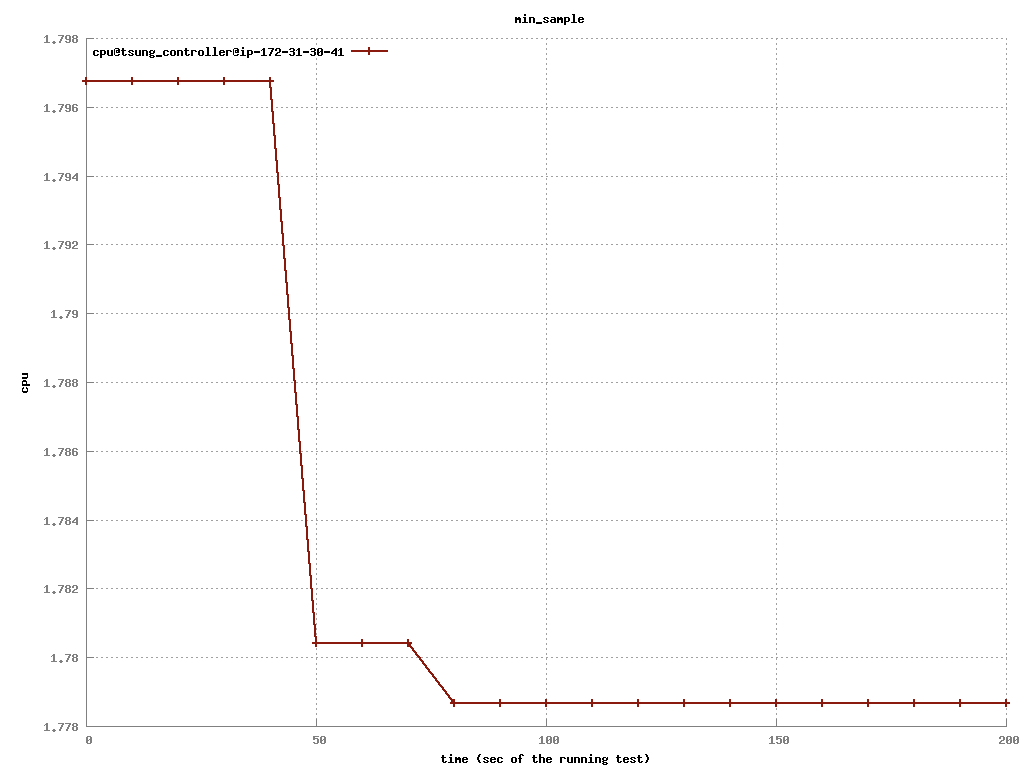 min_sample
cpu@tsung_controller@ip-172-31-30-41
1.798
1.796
1.794
1.792
1.79
1.788
1.786
1.784
1.782
1.78
1.778
cpu
0 50 100 150 200
time (sec of the running test)